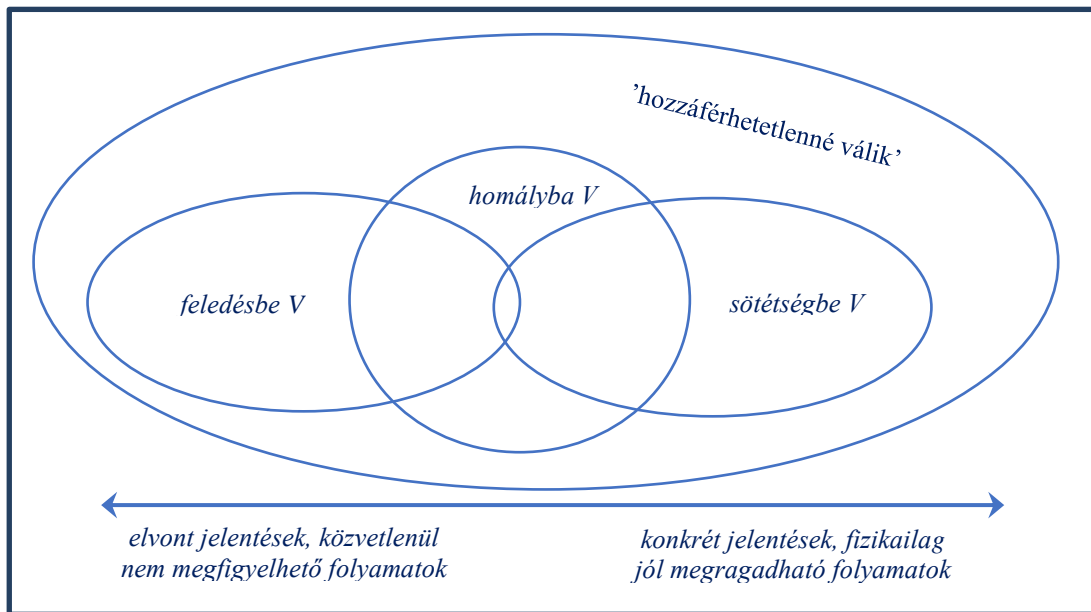 ’hozzáférhetetlenné válik’
homályba V
feledésbe V
sötétségbe V
elvont jelentések, közvetlenül
nem megfigyelhető folyamatok
konkrét jelentések, fizikailag
jól megragadható folyamatok